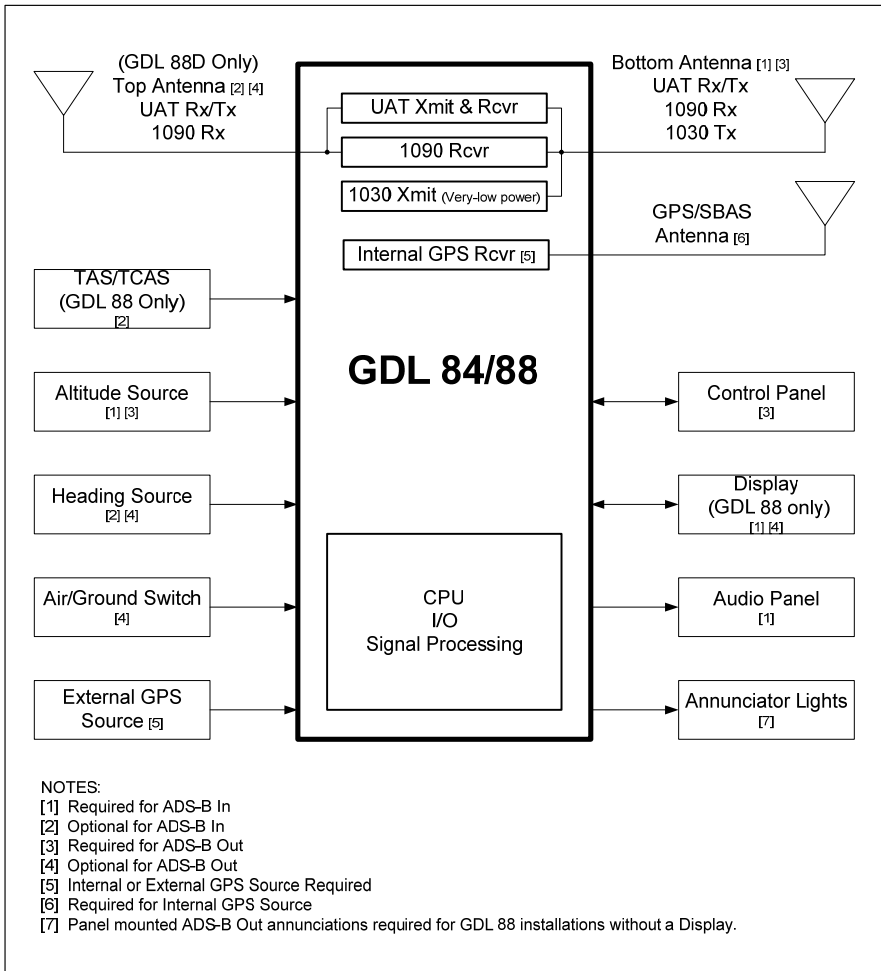 (GDL 88D Only)
Top Antenna [2] [4]
UAT Rx/Tx
1090 Rx
Bottom Antenna [1] [3]
UAT Rx/Tx
1090 Rx
1030 Tx
UAT Xmit & Rcvr
1090 Rcvr
1030 Xmit (Very-low power)
Internal GPS Rcvr [5]
GPS/SBAS
Antenna [6]
TAS/TCAS
(GDL 88 Only)
[2]
GDL 84/88
Altitude Source
[1] [3]
Control Panel
[3]
Heading Source
[2] [4]
Display
(GDL 88 only)
[1] [4]
Air/Ground Switch
[4]
CPU
I/O
Signal Processing
Audio Panel
[1]
External GPS
Source [5]
Annunciator Lights
[7]
NOTES:
[1] Required for ADS-B In
[2] Optional for ADS-B In
[3] Required for ADS-B Out
[4] Optional for ADS-B Out
[5] Internal or External GPS Source Required
[6] Required for Internal GPS Source
[7] Panel mounted ADS-B Out annunciations required for GDL 88 installations without a Display.